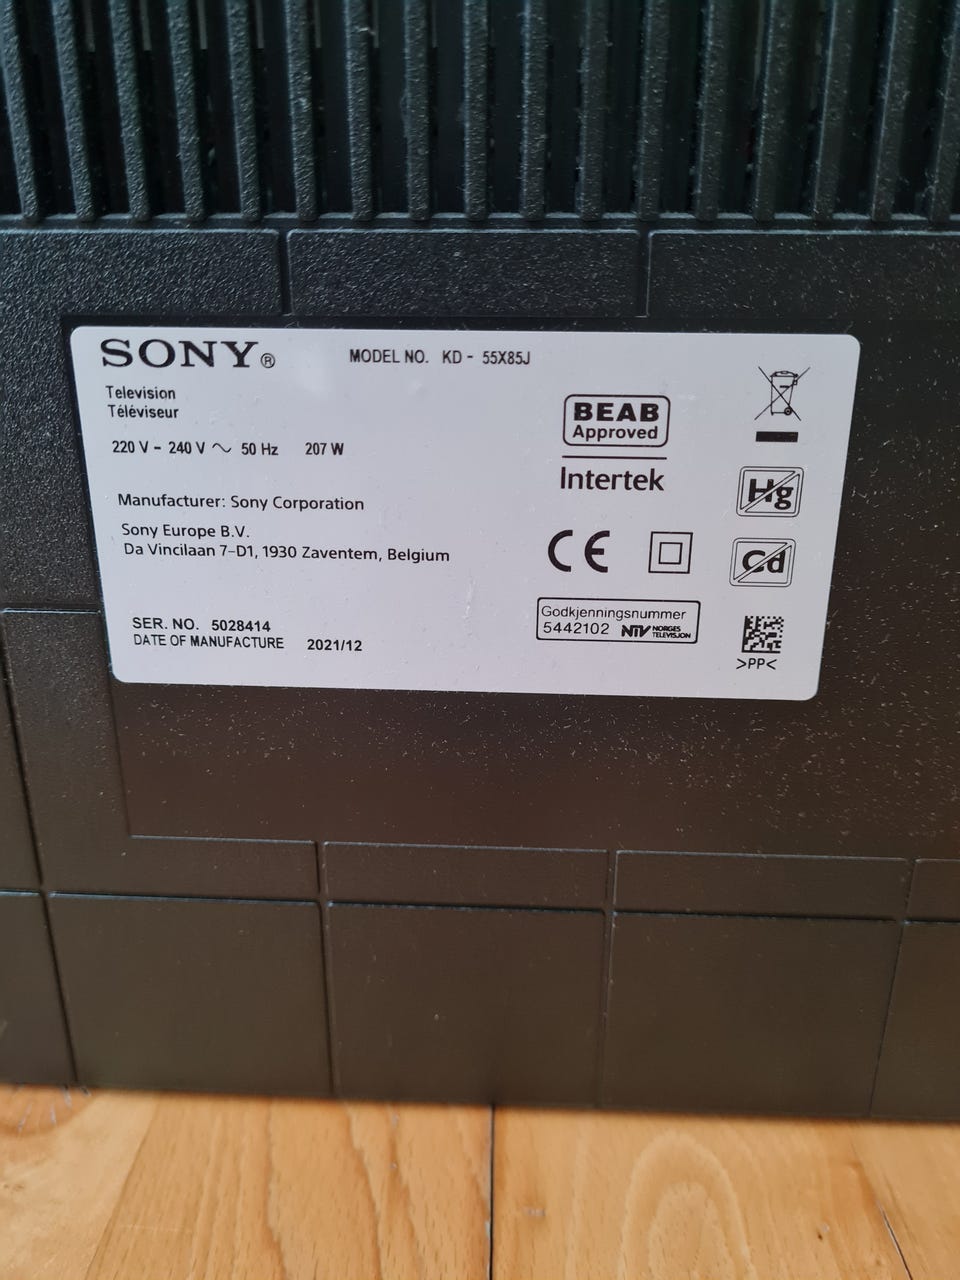 SONY®
MODEL NO. KD - 55X85J
Television
Téléviseur
220 V - 240 V ~ 50 Hz 207 W
Manufacturer: Sony Corporation
Sony Europe B.V.
Da Vincilaan 7-D1, 1930 Zaventem, Belgium
SER. NO. 5028414
DATE OF MANUFACTURE 2021/12
BEAB
Approved
Intertek
CE
Godkjenningsnummer
5442102 NTV NORGES
TELEVISJON
Hg
Cd
>PP<